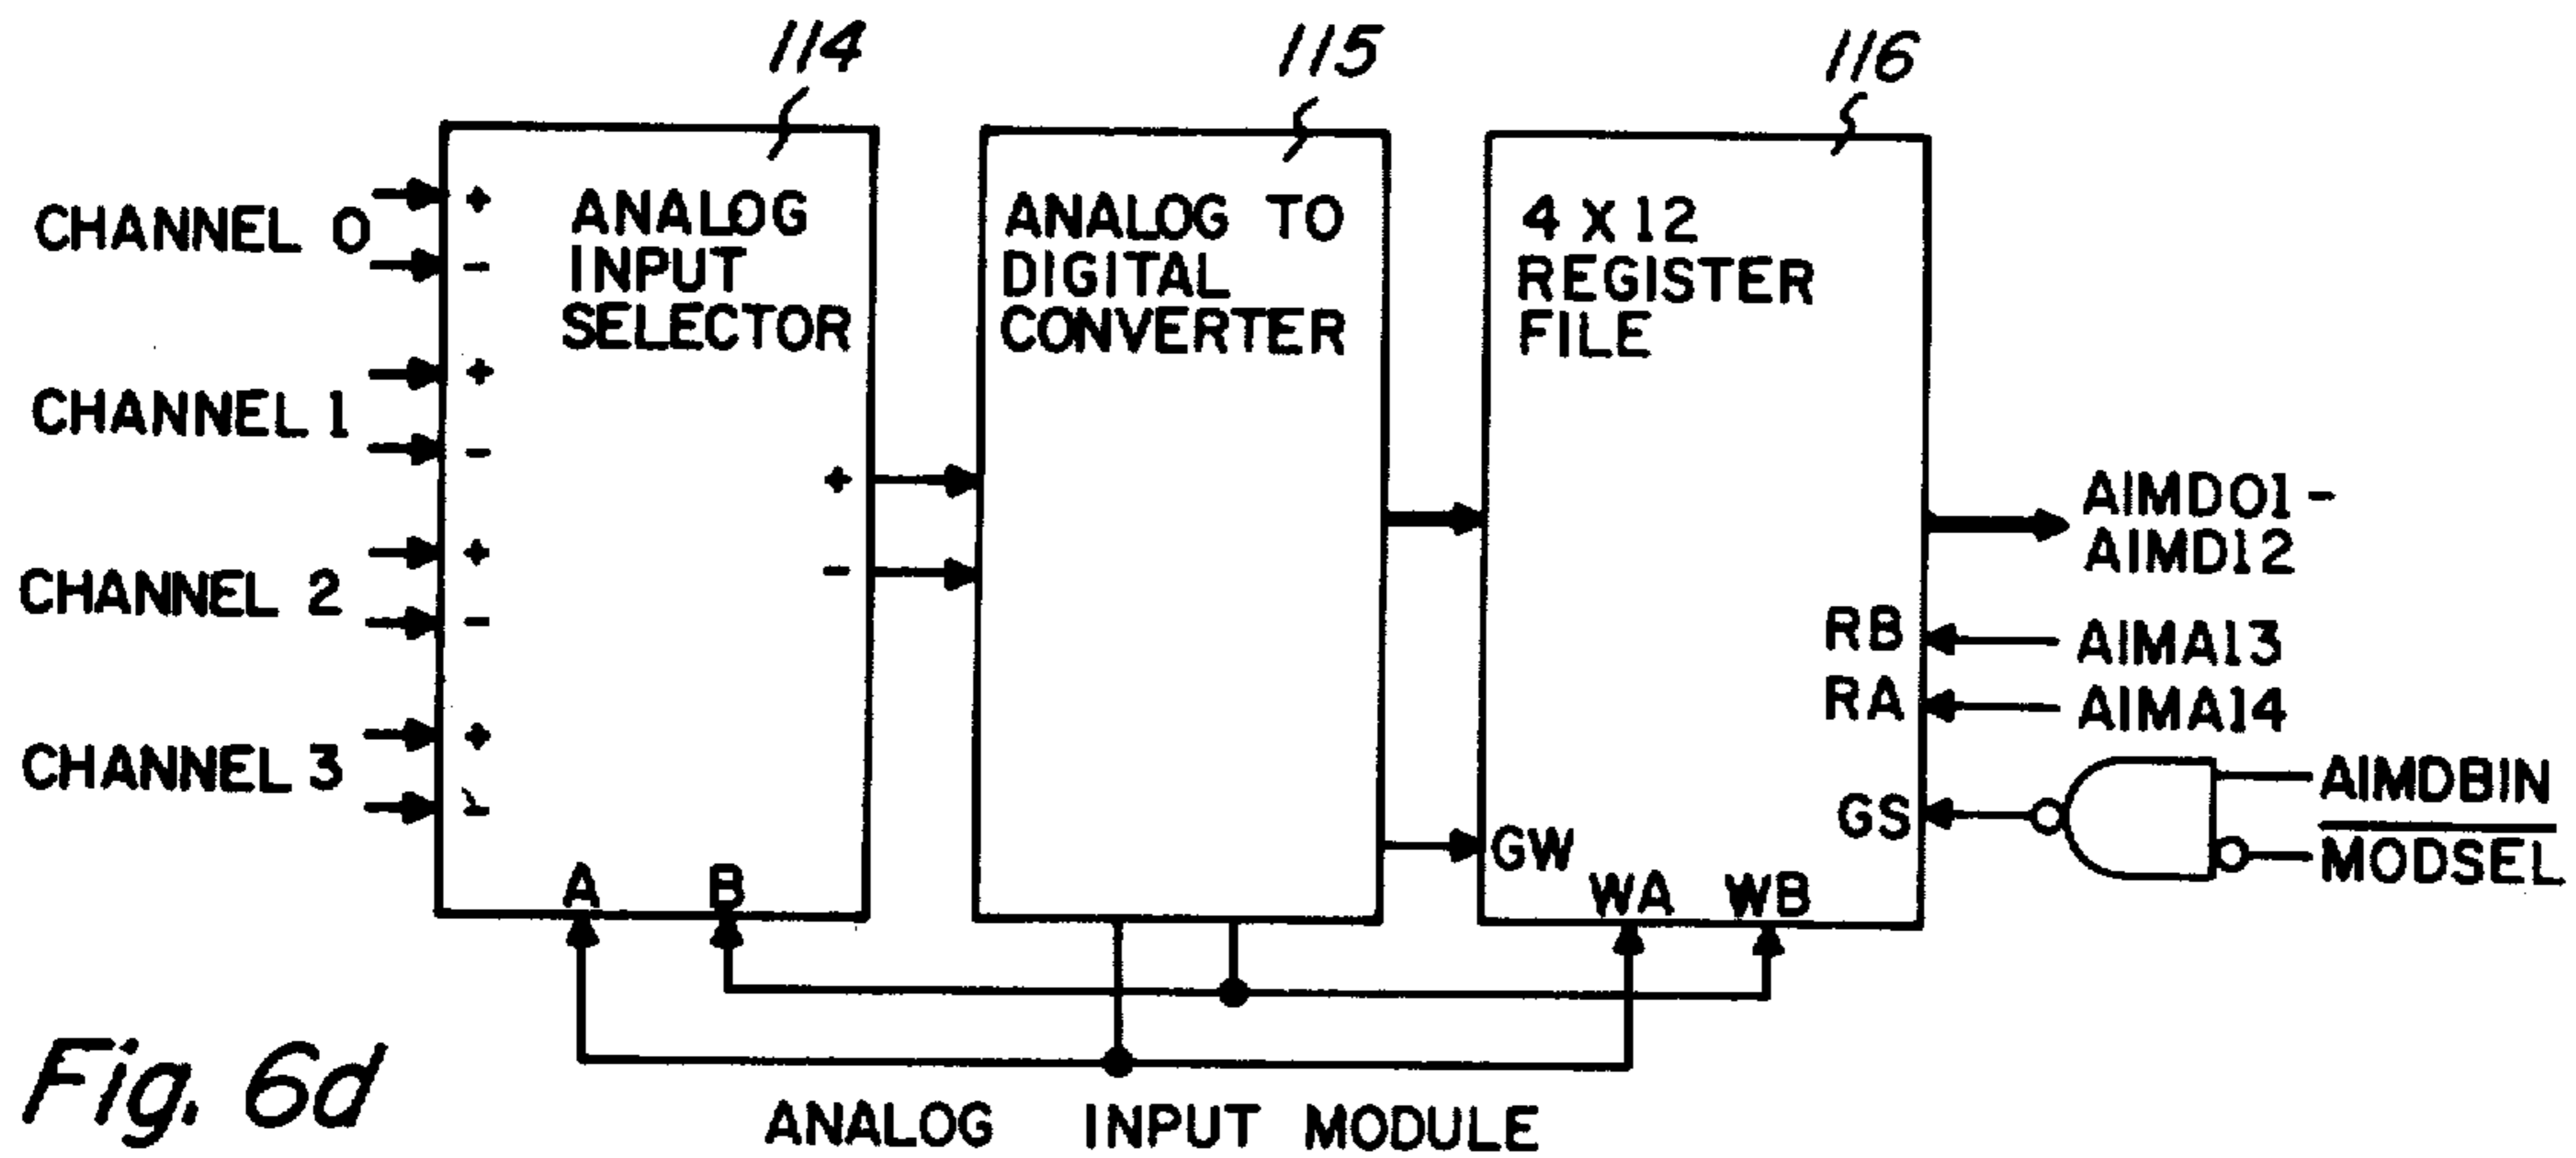 114
115
116
CHANNEL 0
CHANNEL 1
CHANNEL 2
CHANNEL 3
+
-
+
-
+
-
+
-
ANALOG
INPUT
SELECTOR
+
-
A B
ANALOG TO
DIGITAL
CONVERTER
4 X 12
REGISTER
FILE
RB
RA
GS
GW
WA WB
AIMD01-
AIMD12
AIMA13
AIMA14
AIMDBIN
M̅O̅D̅S̅E̅L̅
Fig. 6d
ANALOG INPUT MODULE